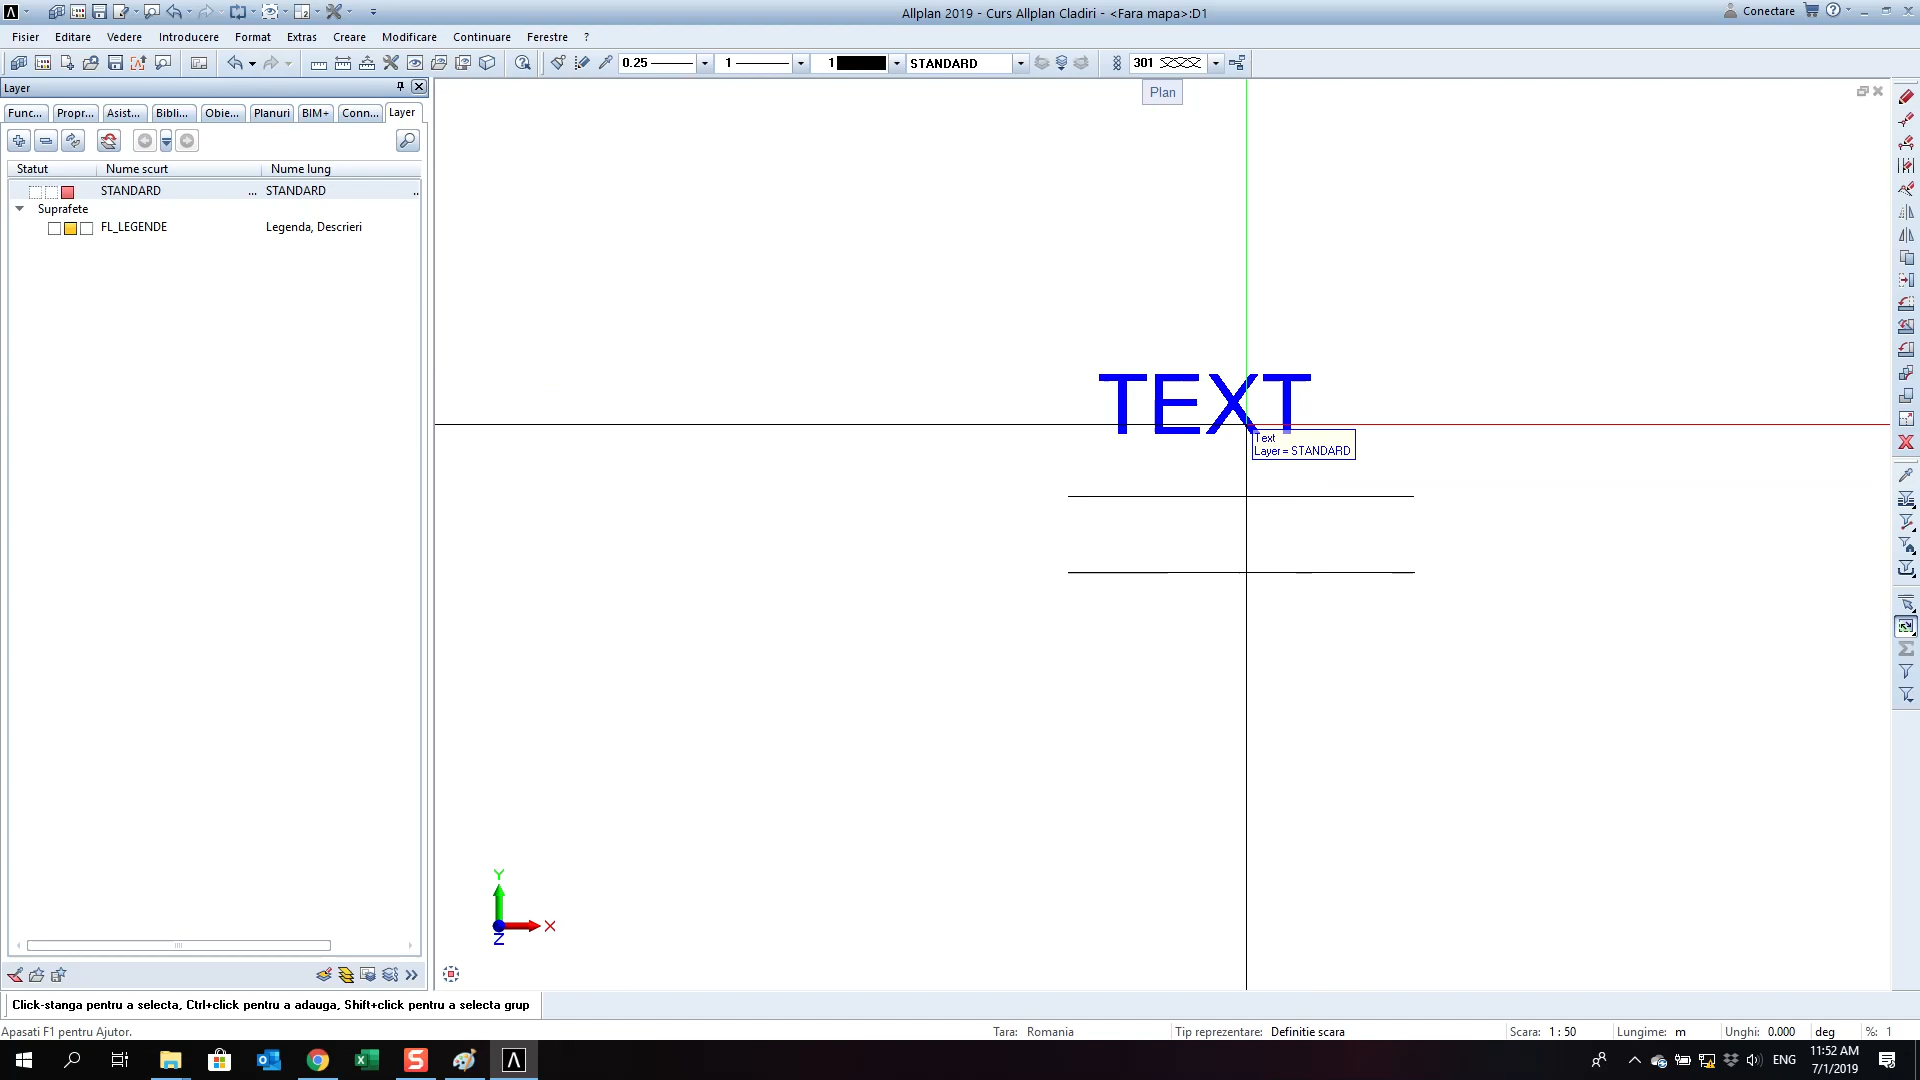 Allplan 2019 - Curs Allplan Cladiri - <Fara mapa>:D1
Conectare
Fisier Editare Vedere Introducere Format Extras Creare Modificare Continuare Ferestre ?
0.25 1 1 STANDARD 301
Layer
Func... Propr... Asist... Bibli... Obie... Planuri BIM+ Conn... Layer
Statut Nume scurt Nume lung
STANDARD ... STANDARD ..
Suprafete
FL_LEGENDE Legenda, Descrieri
Plan
TEXT
Text
Layer = STANDARD
Y
X
Z
Click-stanga pentru a selecta, Ctrl+click pentru a adauga, Shift+click pentru a selecta grup
Apasati F1 pentru Ajutor.
Tara: Romania Tip reprezentare: Definitie scara Scara: 1 : 50 Lungime: m Unghi: 0.000 deg %: 1
ENG
11:52 AM
7/1/2019